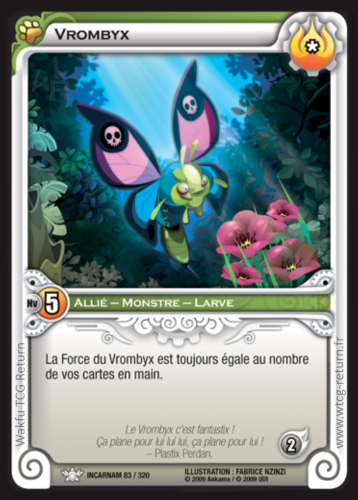 Vrombyx
Nv 5 Allié – Monstre – Larve
La Force du Vrombyx est toujours égale au nombre
de vos cartes en main.
Le Vrombyx c'est fantastix !
Ça plane pour lui lui lui, ça plane pour lui !
– Plastix Perdan.
2
INCARNAM 83 / 320
ILLUSTRATION : FABRICE NZINZI
© 2009 Ankama / © 2009 UDI
Wakfu TCG Return
www.wtcg-return.fr